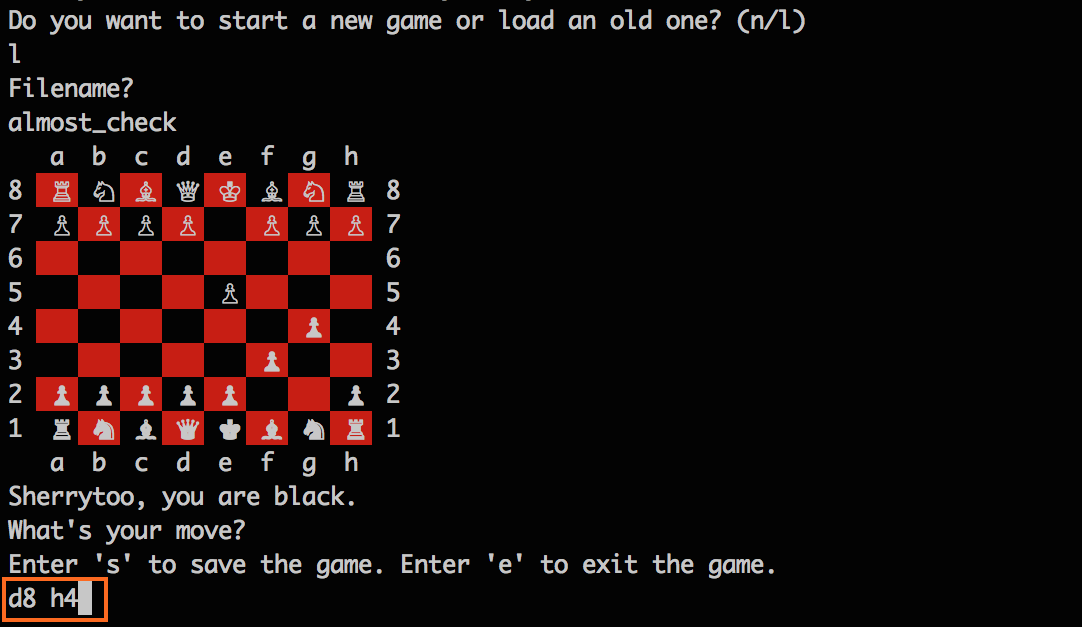 Do you want to start a new game or load an old one? (n/l)
l
Filename?
almost_check
a b c d e f g h
8 ♖ ♘ ♗ ♕ ♔ ♗ ♘ ♖ 8
7 ♙ ♙ ♙ ♙ ♙ ♙ ♙ 7
6 6
5 ♙ 5
4 ♟ 4
3 ♟ 3
2 ♟ ♟ ♟ ♟ ♟ ♟ 2
1 ♜ ♞ ♝ ♛ ♚ ♝ ♞ ♜ 1
a b c d e f g h
Sherrytoo, you are black.
What's your move?
Enter 's' to save the game. Enter 'e' to exit the game.
d8 h4